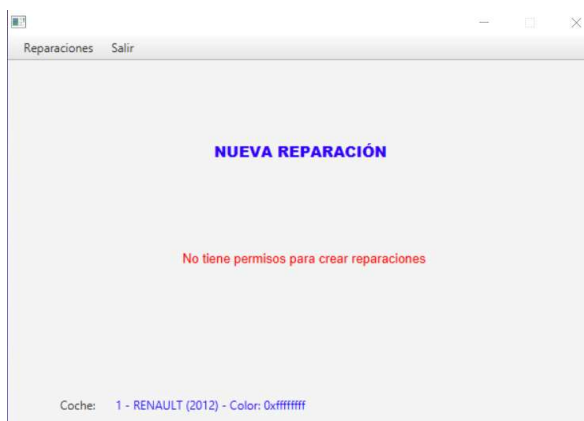 Reparaciones Salir
NUEVA REPARACIÓN
No tiene permisos para crear reparaciones
Coche: 1 - RENAULT (2012) - Color: 0xffffffff